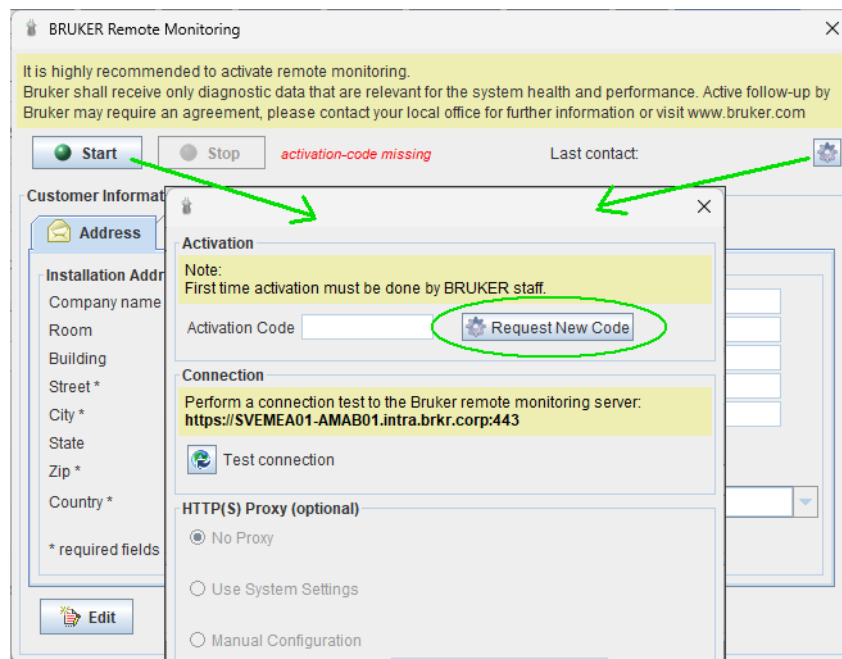 BRUKER Remote Monitoring
It is highly recommended to activate remote monitoring.
Bruker shall receive only diagnostic data that are relevant for the system health and performance. Active follow-up by
Bruker may require an agreement, please contact your local office for further information or visit www.bruker.com
Start
Stop
activation-code missing
Last contact:
Customer Informat
Address
Installation Addr
Company name
Room
Building
Street *
City *
State
Zip *
Country *
* required fields
Edit
Activation
Note:
First time activation must be done by BRUKER staff.
Activation Code
Request New Code
Connection
Perform a connection test to the Bruker remote monitoring server:
https://SVEMEA01-AMAB01.intra.brkr.corp:443
Test connection
HTTP(S) Proxy (optional)
No Proxy
Use System Settings
Manual Configuration